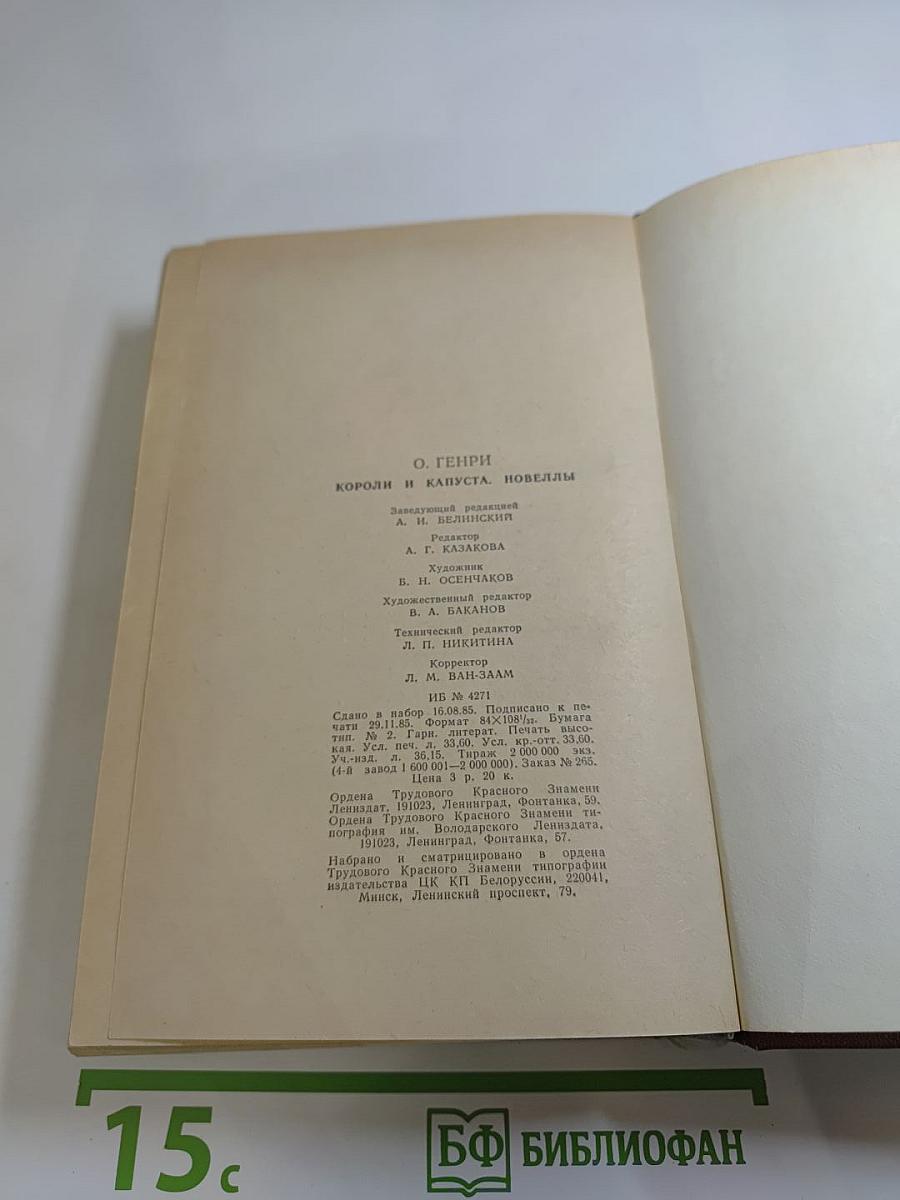 О. ГЕНРИ
КОРОЛИ И КАПУСТА. НОВЕЛЛЫ
Заведующий редакцией
А. И. БЕЛИНСКИЙ
Редактор
А. Г. КАЗАКОВА
Художник
Б. Н. ОСЕНЧАКОВ
Художественный редактор
В. А. БАКАНОВ
Технический редактор
Л. П. НИКИТИНА
Корректор
Л. М. ВАН-ЗААМ
ИБ № 4271
Сдано в набор 16.08.85. Подписано к пе-
чати 29.11.85. Формат 84×108¹/₃₂. Бумага
тип. № 2. Гарн. литерат. Печать высо-
кая. Усл. печ. л. 33,60. Усл. кр.-отт. 33,60.
Уч.-изд. л. 36,15. Тираж 2 000 000 экз.
(4-й завод 1 600 001—2 000 000). Заказ № 265.
Цена 3 р. 20 к.
Ордена Трудового Красного Знамени
Лениздат, 191023, Ленинград, Фонтанка, 59.
Ордена Трудового Красного Знамени ти-
пография им. Володарского Лениздата,
191023, Ленинград, Фонтанка, 57.
Набрано и сматрицировано в ордена
Трудового Красного Знамени типографии
издательства ЦК КП Белоруссии, 220041,
Минск, Ленинский проспект, 79.
15 с
БФ БИБЛИОФАН